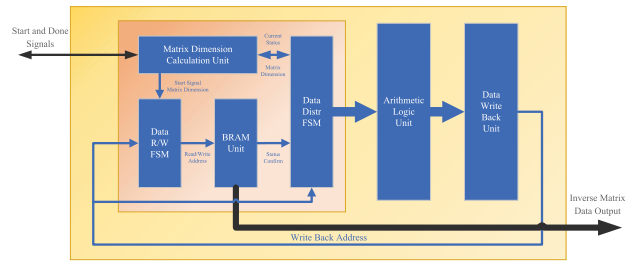 Start and Done
Signals
Matrix Dimension
Calculation Unit
Current
Status
Matrix
Dimension
Start Signal
Matrix Dimension
Data
R/W
FSM
Read/Write
Address
BRAM
Unit
Status
Confirm
Data
Distr
FSM
Arithmetic
Logic
Unit
Data
Write
Back
Unit
Inverse Matrix
Data Output
Write Back Address